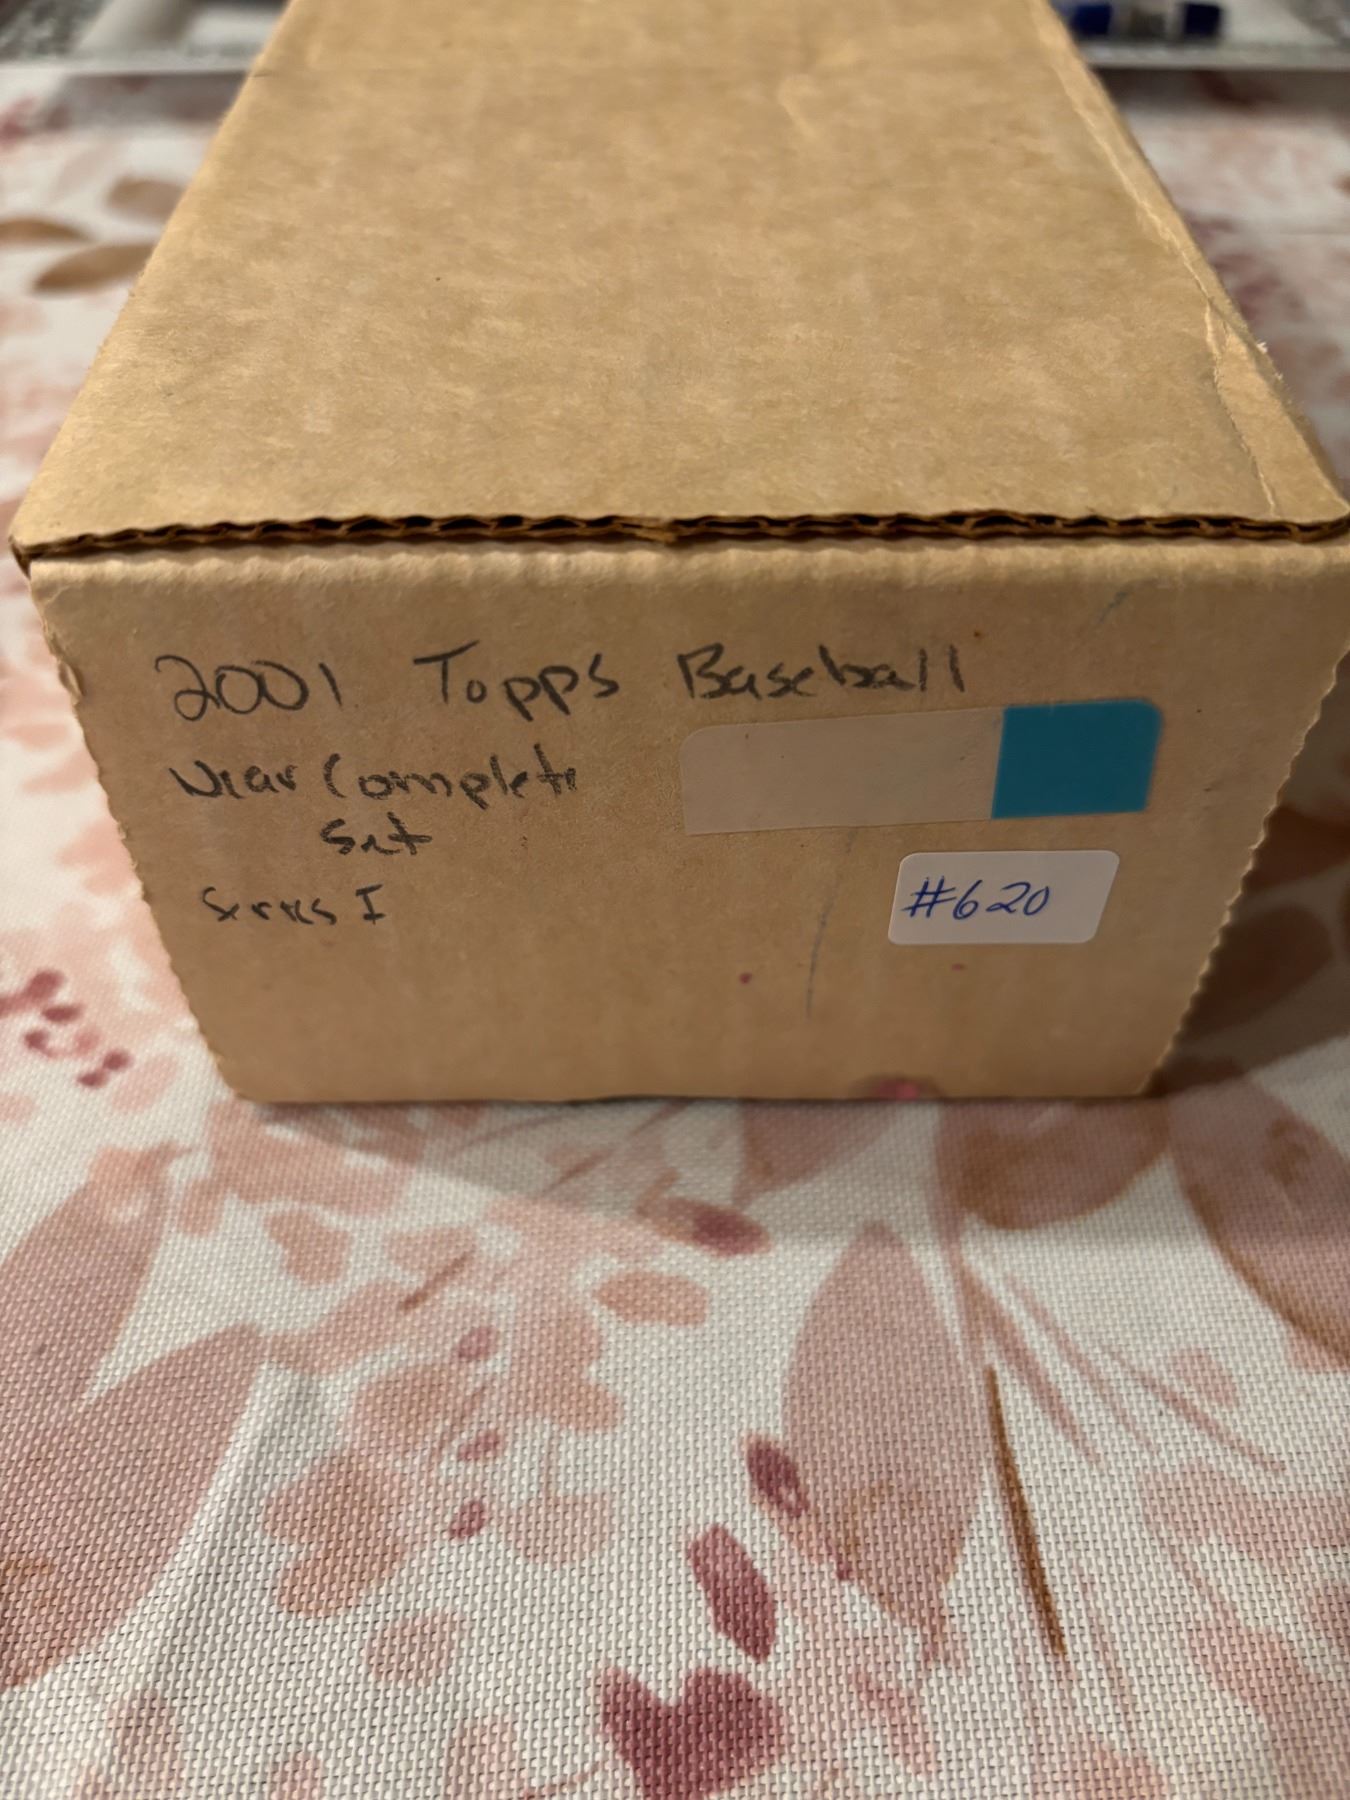 2001 Topps Baseball
Near Complete
Set
Series I
#620